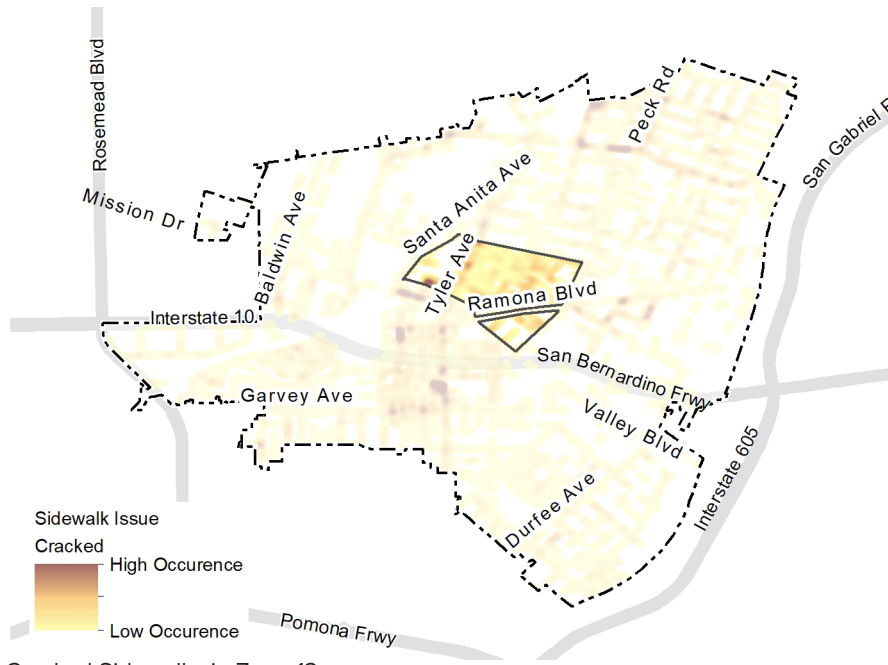 Rosemead Blvd
Peck Rd
San Gabriel R
Mission Dr
Santa Anita Ave
Baldwin Ave
Tyler Ave
Ramona Blvd
Interstate 10
San Bernardino Frwy
Garvey Ave
Valley Blvd
Interstate 605
Durfee Ave
Sidewalk Issue
Cracked
High Occurence
Low Occurence
Pomona Frwy